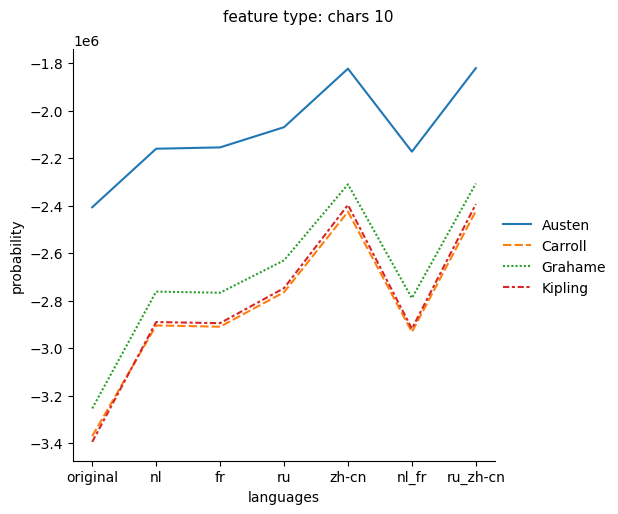 feature type: chars 10
1e6
−1.8
−2.0
−2.2
−2.4
−2.6
−2.8
−3.0
−3.2
−3.4
probability
original nl fr ru zh-cn nl_fr ru_zh-cn
languages
Austen
Carroll
Grahame
Kipling